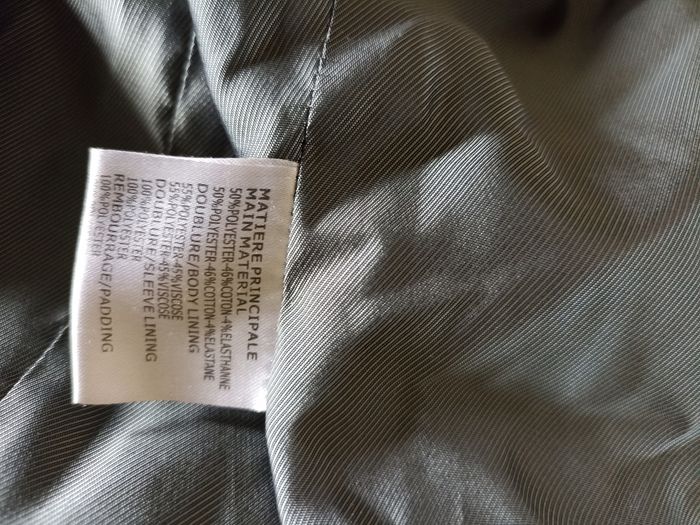 MATIERE PRINCIPALE
MAIN MATERIAL
50%POLYESTER-46%COTON-4%ELASTHANNE
50%POLYESTER-46%COTTON-4%ELASTANE
DOUBLURE/BODY LINING
55%POLYESTER-45%VISCOSE
55%POLYESTER-45%VISCOSE
DOUBLURE/SLEEVE LINING
100%POLYESTER
100%POLYESTER
REMBOURRAGE/PADDING
100%POLYESTER